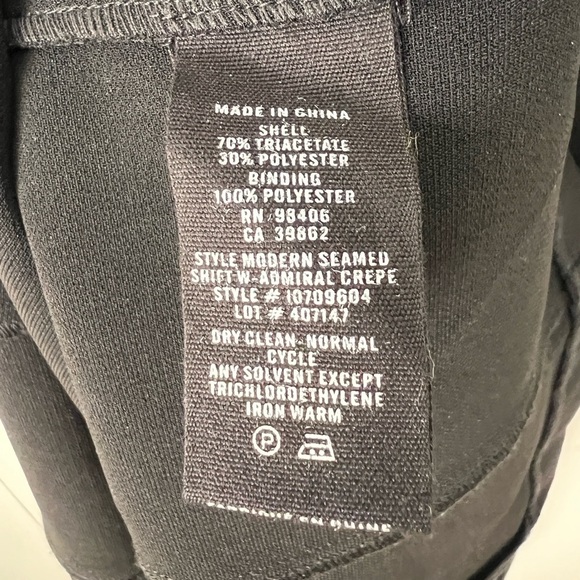 MADE IN CHINA
SHELL
70% TRIACETATE
30% POLYESTER
BINDING
100% POLYESTER
RN 98406
CA 39862
STYLE MODERN SEAMED
SHIFT W-ADMIRAL CREPE
STYLE # 10709604
LOT # 407147
DRY CLEAN-NORMAL
CYCLE
ANY SOLVENT EXCEPT
TRICHLORDETHYLENE
IRON WARM
P